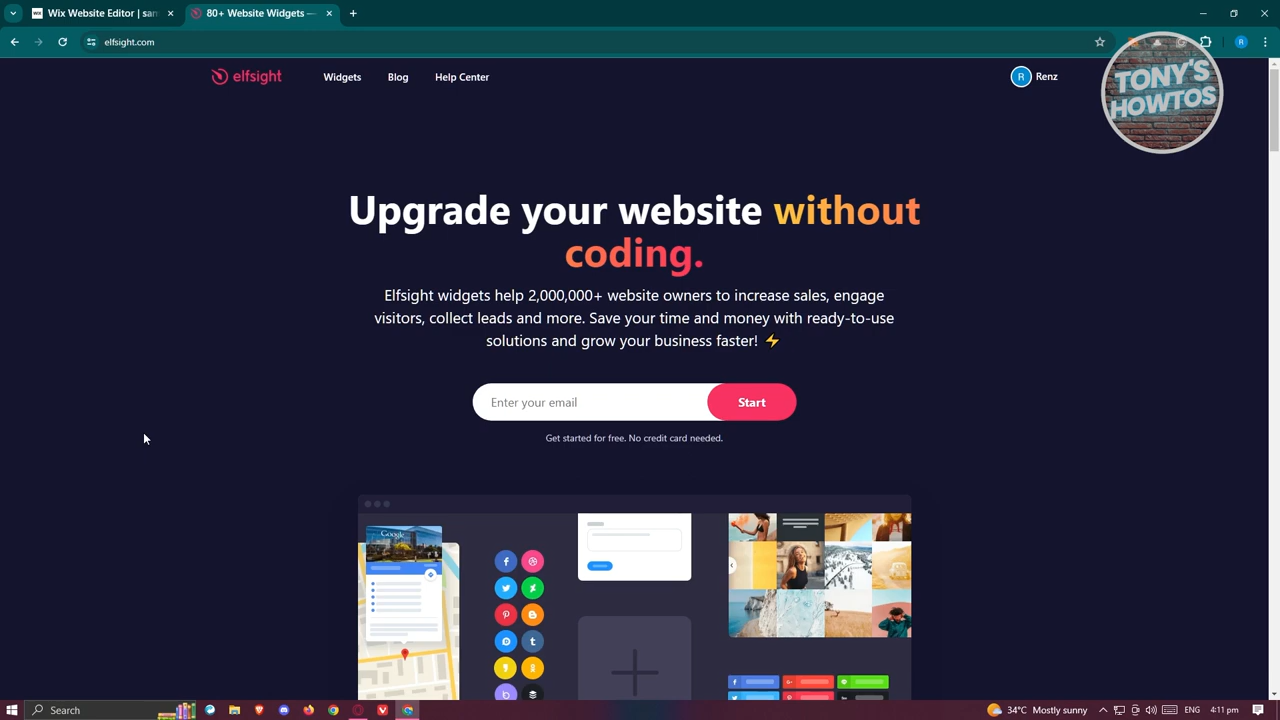 Wix Website Editor | san
80+ Website Widgets —
elfsight.com
R
TONY'S
HOWTOS
elfsight
Widgets
Blog
Help Center
R
Renz
Upgrade your website without
coding.
Elfsight widgets help 2,000,000+ website owners to increase sales, engage
visitors, collect leads and more. Save your time and money with ready-to-use
solutions and grow your business faster! ⚡
Enter your email
Start
Get started for free. No credit card needed.
Google
Search
34°C Mostly sunny
ENG
4:11 pm